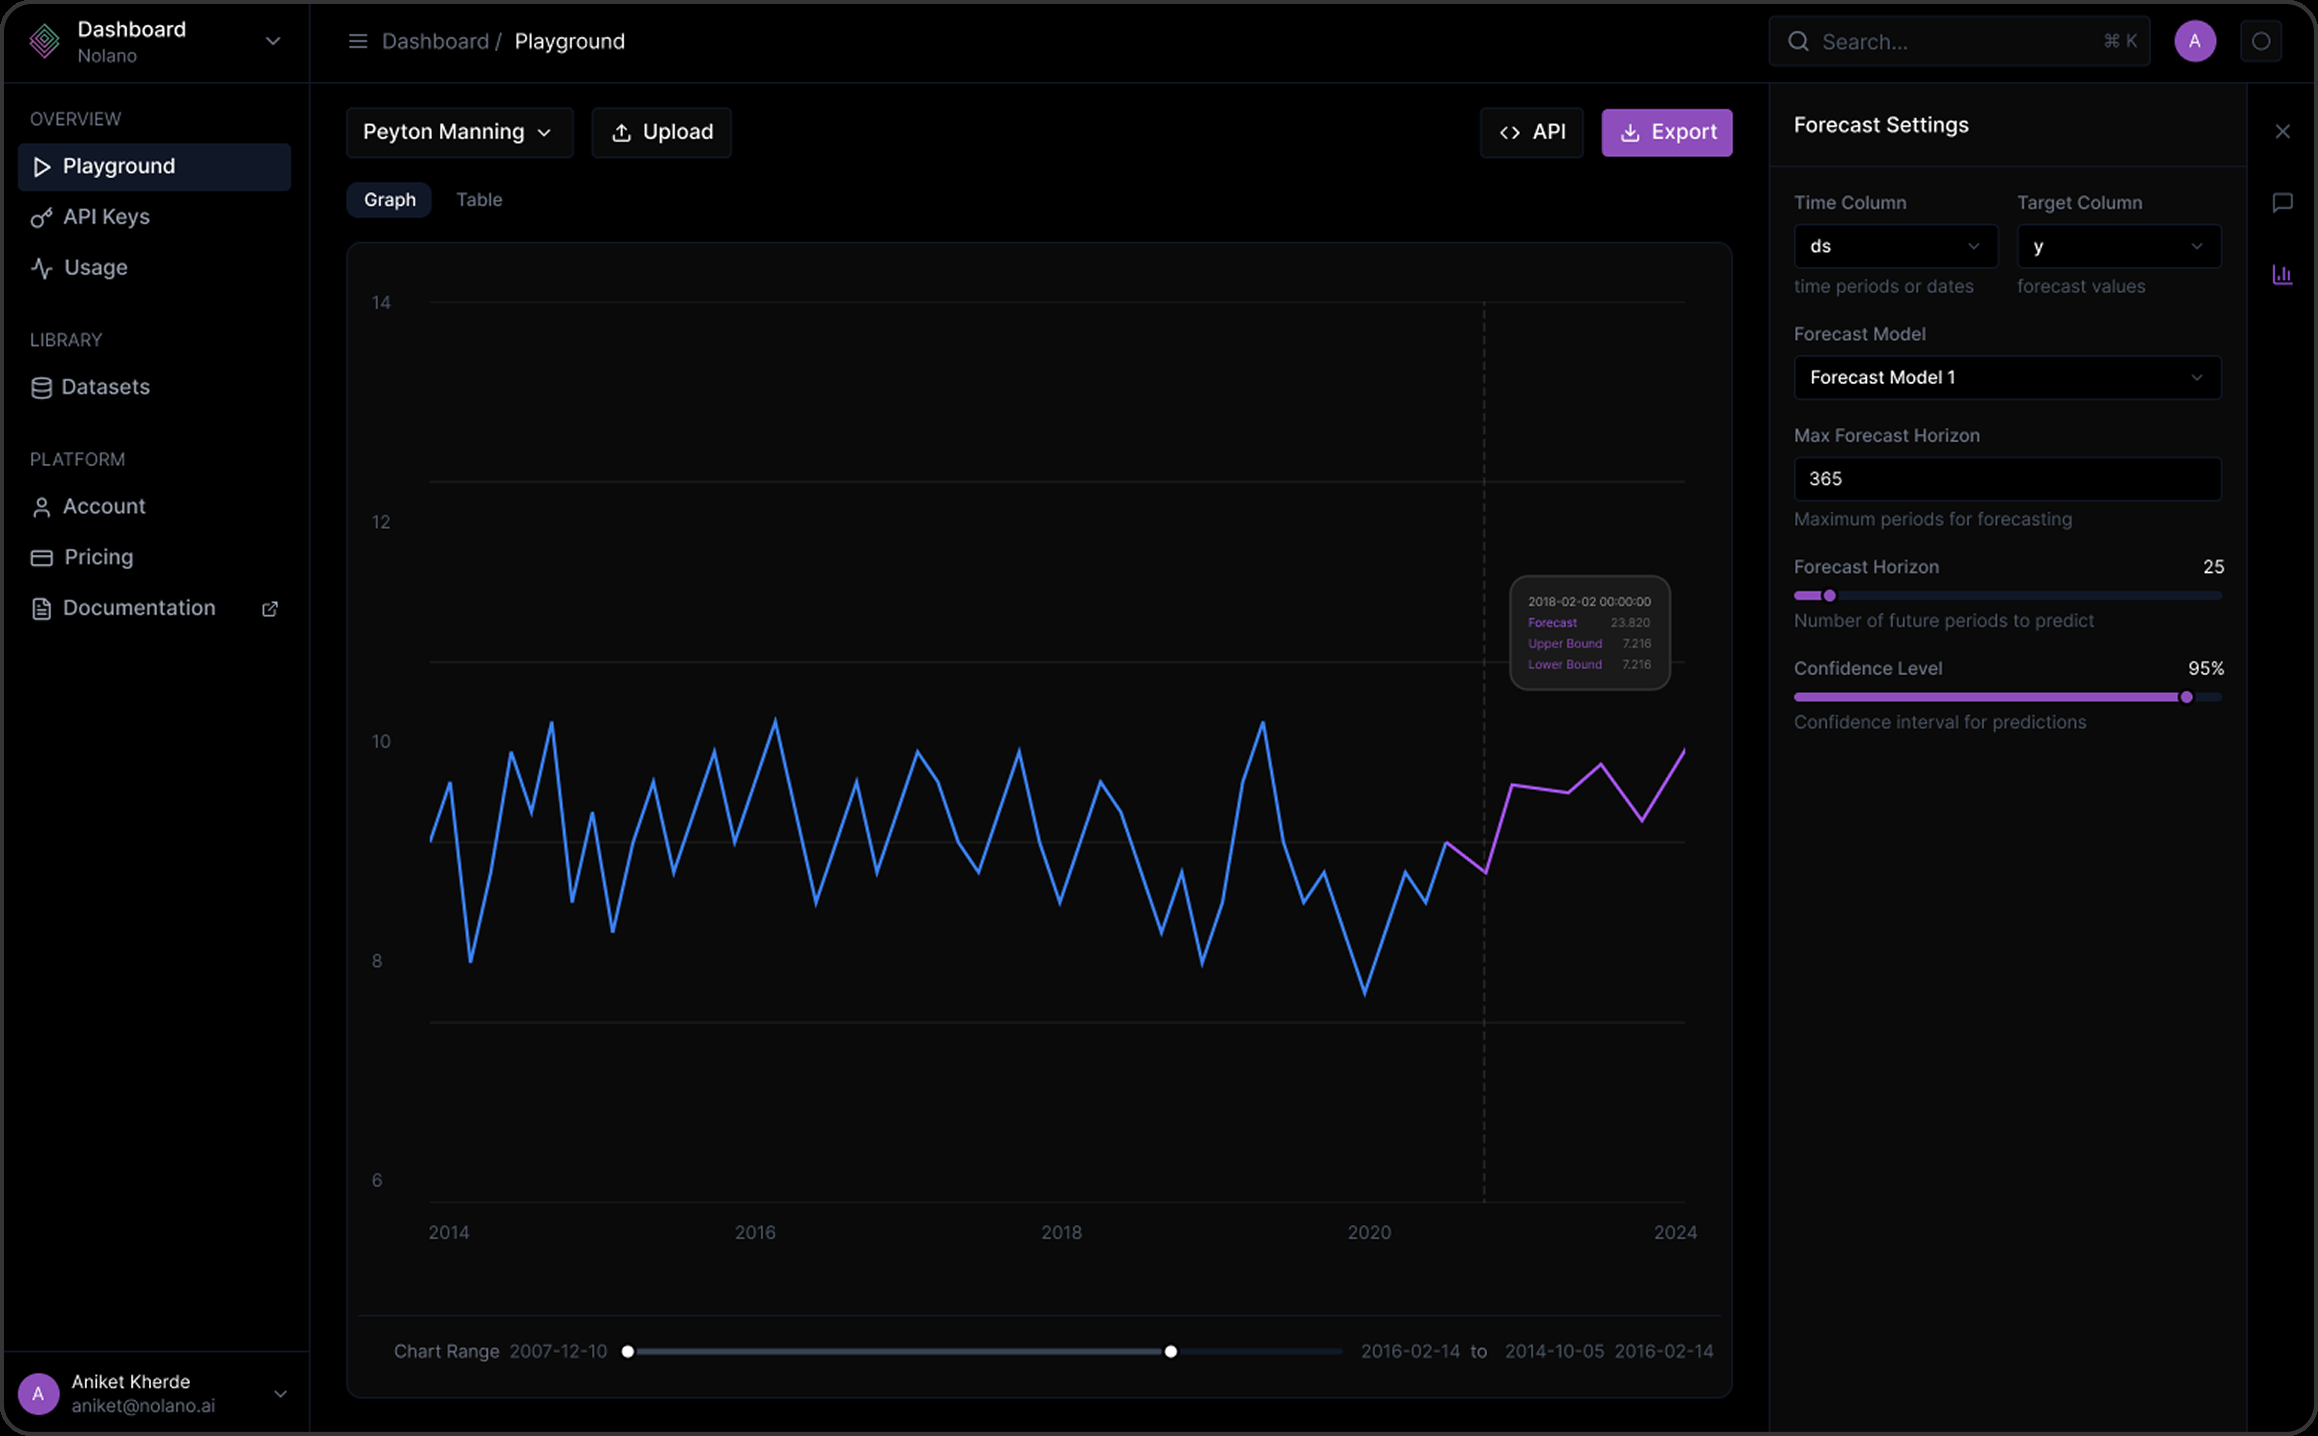 Dashboard
Nolano
Dashboard / Playground
Search...
⌘ K
A
OVERVIEW
Playground
API Keys
Usage
LIBRARY
Datasets
PLATFORM
Account
Pricing
Documentation
Aniket Kherde
aniket@nolano.ai
A
Peyton Manning
Upload
API
Export
Graph
Table
14
12
10
8
6
2018-02-02 00:00:00
Forecast 23.820
Upper Bound 7.216
Lower Bound 7.216
2014 2016 2018 2020 2024
Chart Range 2007-12-10 2016-02-14 to 2014-10-05 2016-02-14
Forecast Settings
Time Column
ds
time periods or dates
Target Column
y
forecast values
Forecast Model
Forecast Model 1
Max Forecast Horizon
365
Maximum periods for forecasting
Forecast Horizon 25
Number of future periods to predict
Confidence Level 95%
Confidence interval for predictions